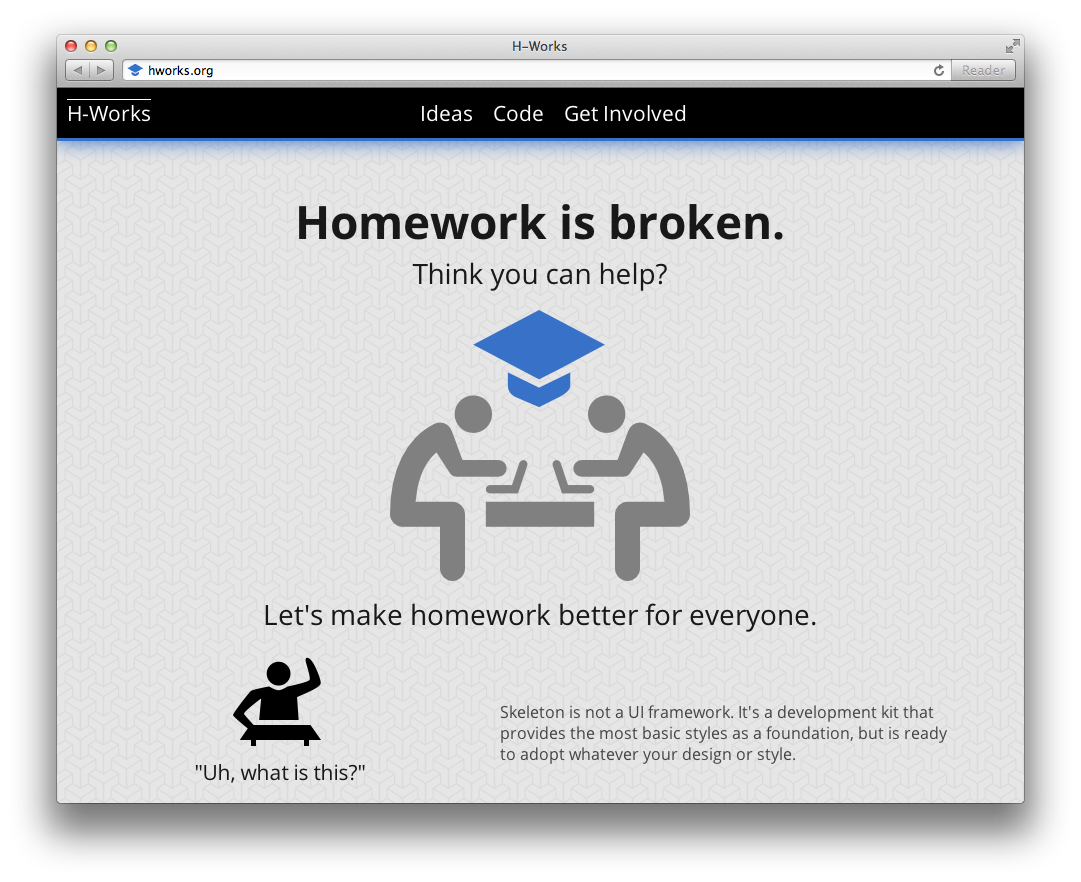 H-Works
hworks.org
Reader
H-Works
Ideas Code Get Involved
Homework is broken.
Think you can help?
Let's make homework better for everyone.
"Uh, what is this?"
Skeleton is not a UI framework. It's a development kit that
provides the most basic styles as a foundation, but is ready
to adopt whatever your design or style.